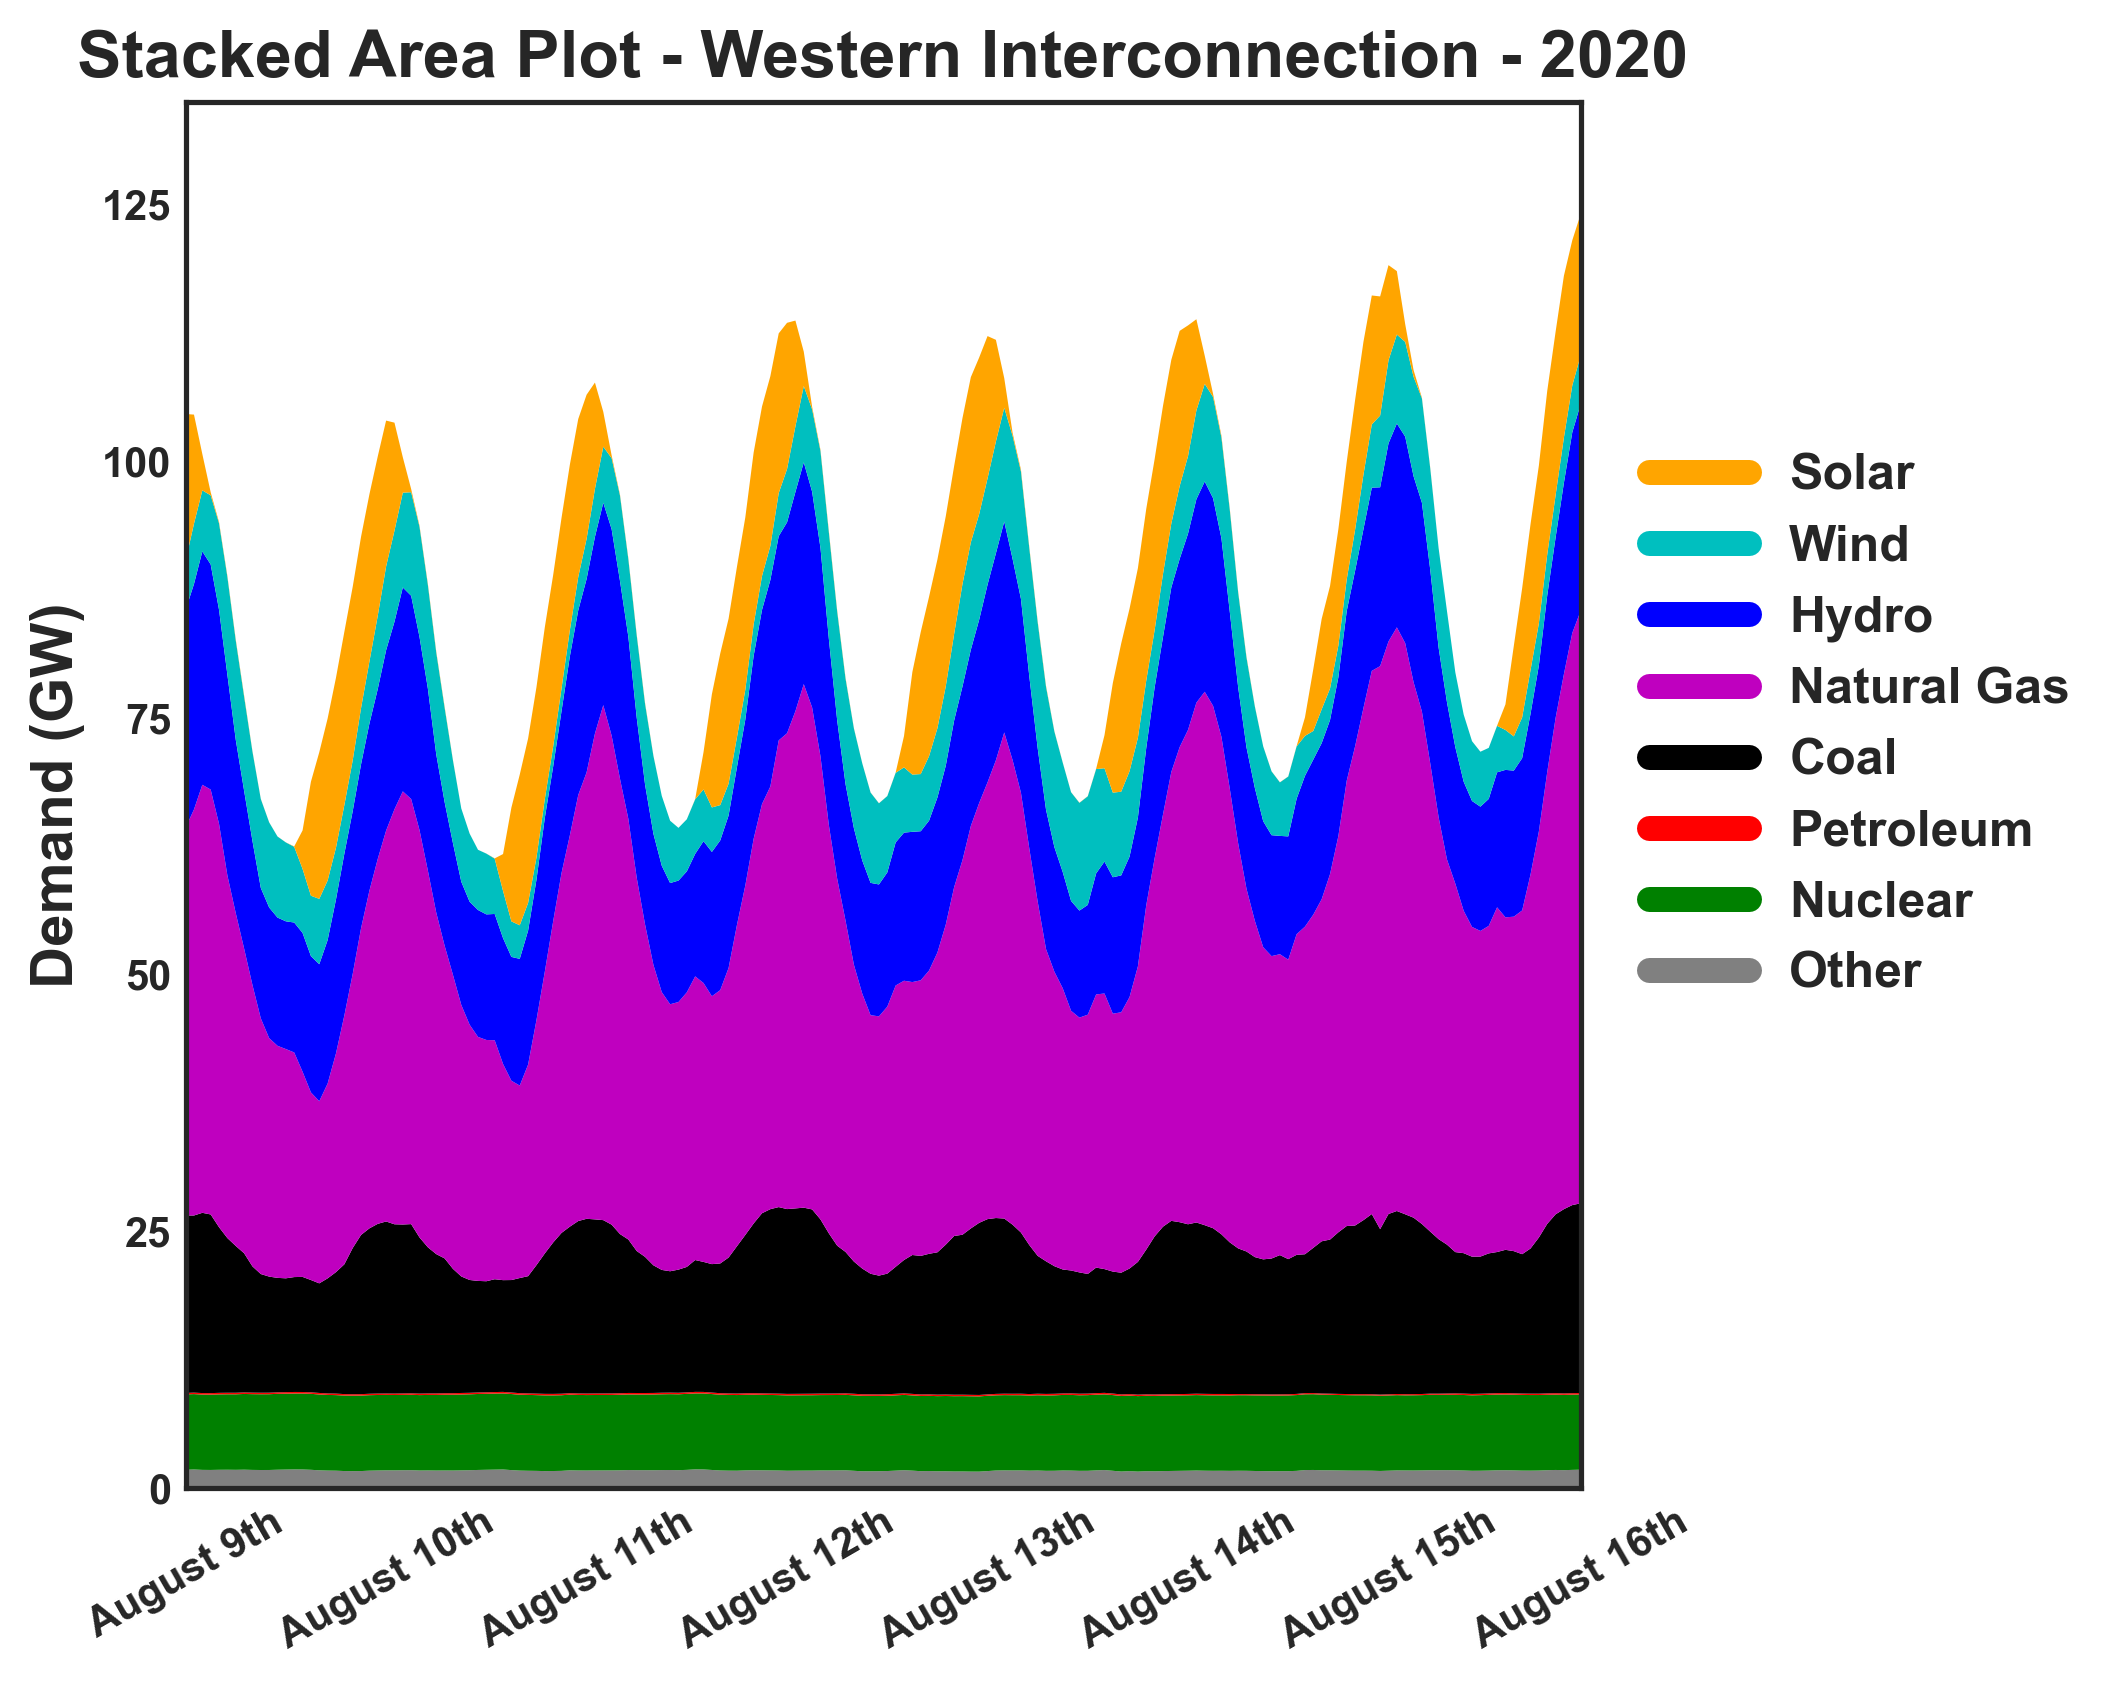 Stacked Area Plot - Western Interconnection - 2020
Demand (GW)
125
100
75
50
25
0
August 9th
August 10th
August 11th
August 12th
August 13th
August 14th
August 15th
August 16th
Solar
Wind
Hydro
Natural Gas
Coal
Petroleum
Nuclear
Other